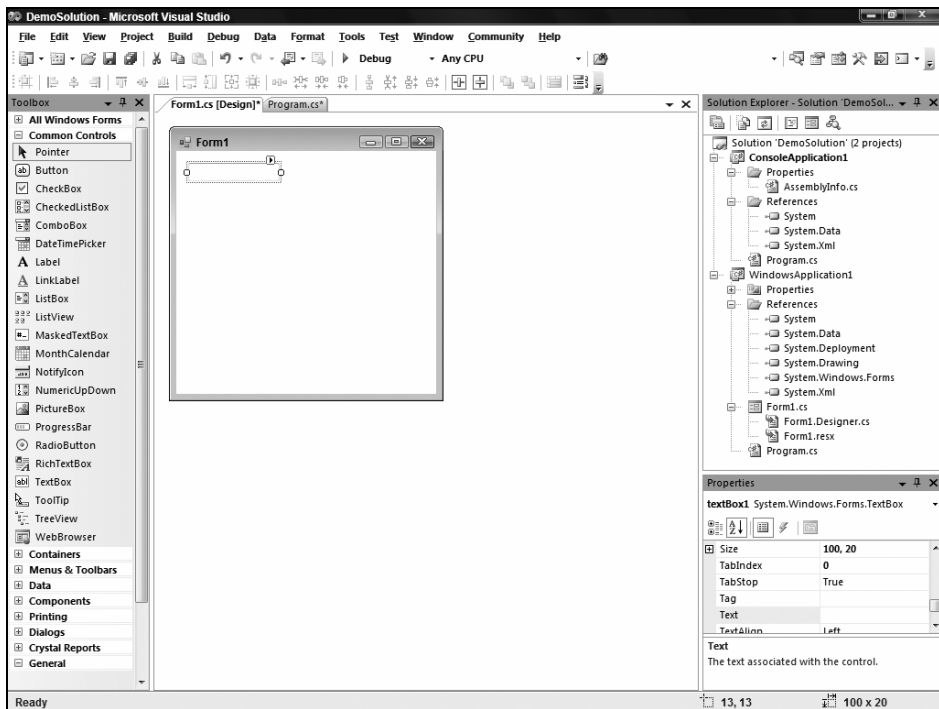 DemoSolution - Microsoft Visual Studio
File Edit View Project Build Debug Data Format Tools Test Window Community Help
Debug Any CPU
Toolbox
All Windows Forms
Common Controls
Pointer
Button
CheckBox
CheckedListBox
ComboBox
DateTimePicker
Label
LinkLabel
ListBox
ListView
MaskedTextBox
MonthCalendar
NotifyIcon
NumericUpDown
PictureBox
ProgressBar
RadioButton
RichTextBox
TextBox
ToolTip
TreeView
WebBrowser
Containers
Menus & Toolbars
Data
Components
Printing
Dialogs
Crystal Reports
General
Form1.cs [Design]* Program.cs*
Form1
Solution Explorer - Solution 'DemoSol...
Solution 'DemoSolution' (2 projects)
ConsoleApplication1
Properties
AssemblyInfo.cs
References
System
System.Data
System.Xml
Program.cs
WindowsApplication1
Properties
References
System
System.Data
System.Deployment
System.Drawing
System.Windows.Forms
System.Xml
Form1.cs
Form1.Designer.cs
Form1.resx
Program.cs
Properties
textBox1 System.Windows.Forms.TextBox
Size 100, 20
TabIndex 0
TabStop True
Tag
Text
TextAlign Left
Text
The text associated with the control.
Ready 13, 13 100 x 20